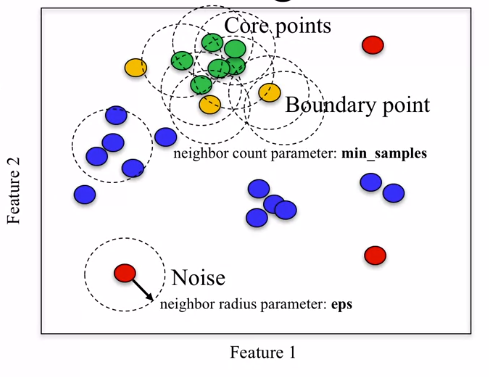 Core points
Boundary point
neighbor count parameter: min_samples
Noise
neighbor radius parameter: eps
Feature 2
Feature 1